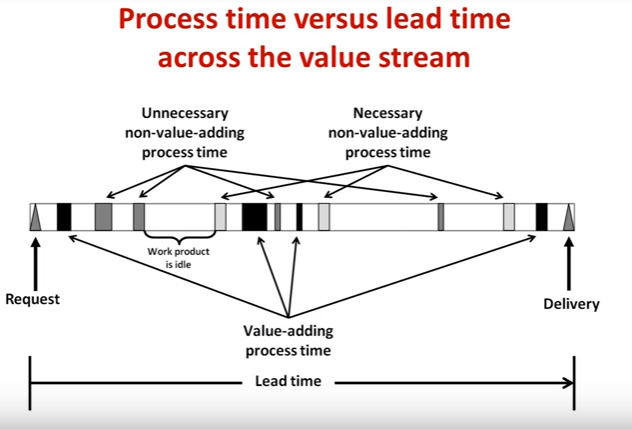 Process time versus lead time
across the value stream
Unnecessary
non-value-adding
process time
Necessary
non-value-adding
process time
Work product
is idle
Request
Delivery
Value-adding
process time
Lead time